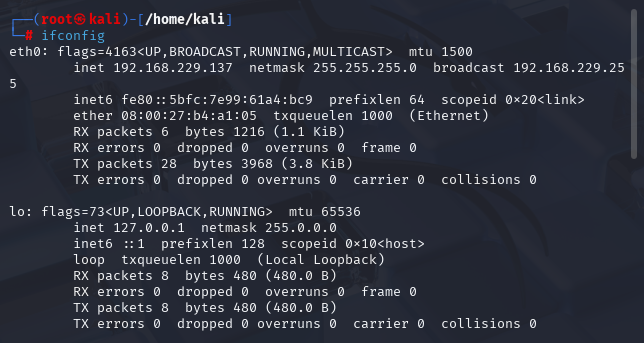 ┌──(root㉿kali)-[/home/kali]
└─# ifconfig
eth0: flags=4163<UP,BROADCAST,RUNNING,MULTICAST>  mtu 1500
        inet 192.168.229.137  netmask 255.255.255.0  broadcast 192.168.229.25
5
        inet6 fe80::5bfc:7e99:61a4:bc9  prefixlen 64  scopeid 0×20<link>
        ether 08:00:27:b4:a1:05  txqueuelen 1000  (Ethernet)
        RX packets 6  bytes 1216 (1.1 KiB)
        RX errors 0  dropped 0  overruns 0  frame 0
        TX packets 28  bytes 3968 (3.8 KiB)
        TX errors 0  dropped 0 overruns 0  carrier 0  collisions 0

lo: flags=73<UP,LOOPBACK,RUNNING>  mtu 65536
        inet 127.0.0.1  netmask 255.0.0.0
        inet6 ::1  prefixlen 128  scopeid 0×10<host>
        loop  txqueuelen 1000  (Local Loopback)
        RX packets 8  bytes 480 (480.0 B)
        RX errors 0  dropped 0  overruns 0  frame 0
        TX packets 8  bytes 480 (480.0 B)
        TX errors 0  dropped 0 overruns 0  carrier 0  collisions 0